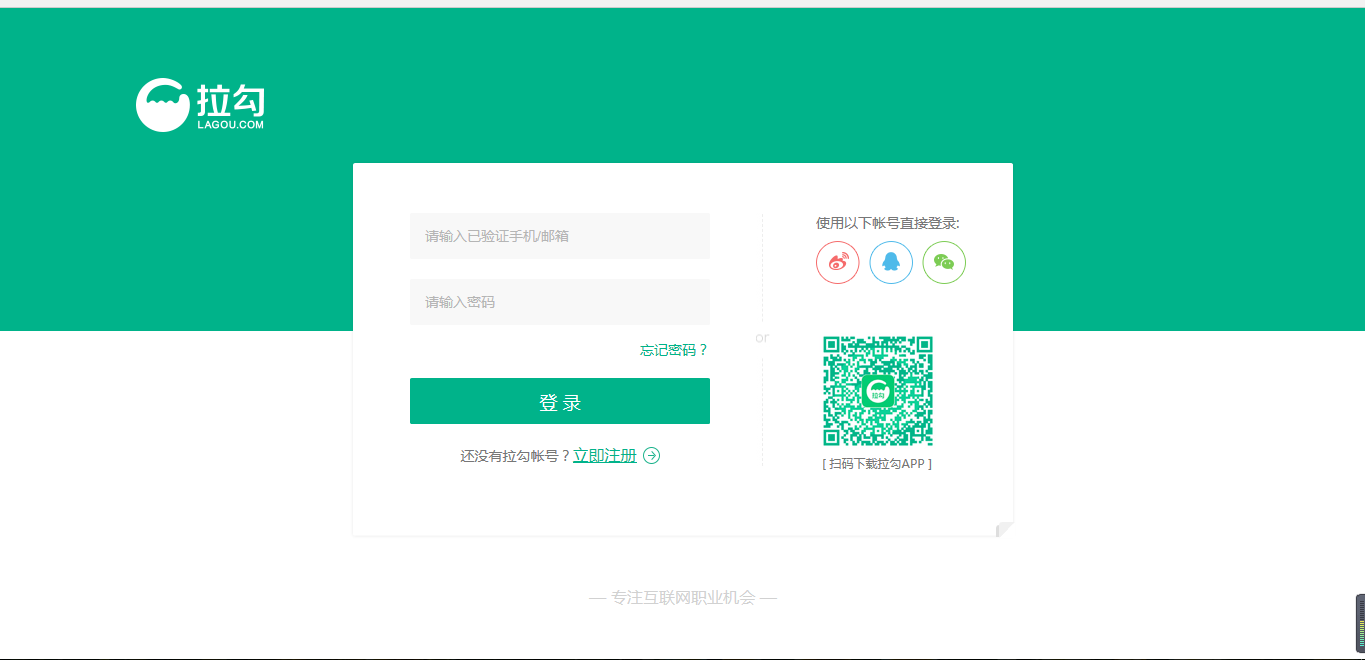 拉勾
LAGOU.COM
请输入已验证手机/邮箱
请输入密码
忘记密码？
登 录
还没有拉勾帐号？立即注册
or
使用以下帐号直接登录:
拉勾
[ 扫码下载拉勾APP ]
— 专注互联网职业机会 —